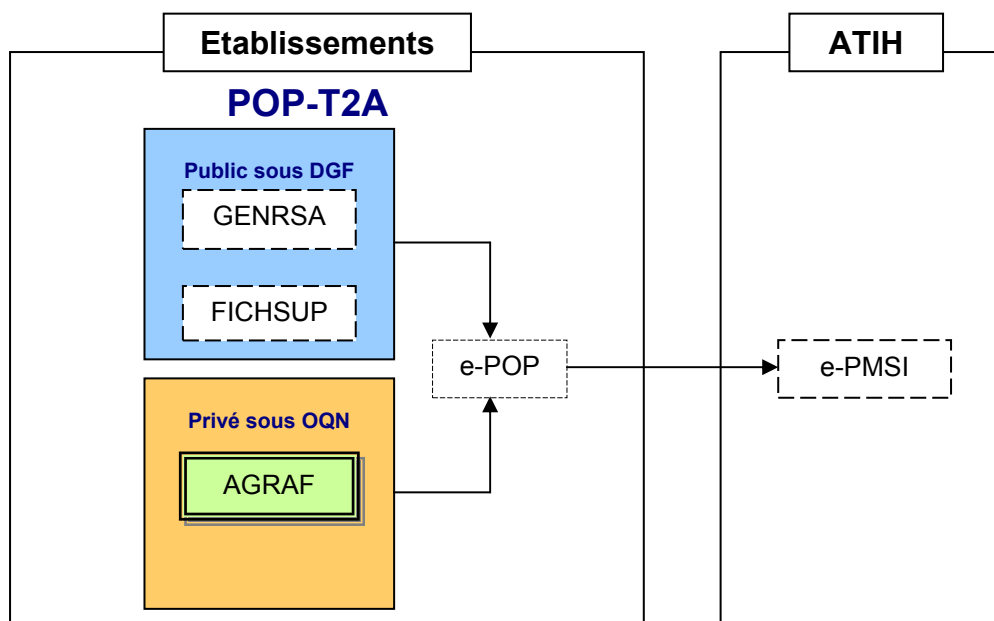 Etablissements
ATIH
POP-T2A
Public sous DGF
GENRSA
FICHSUP
e-POP
e-PMSI
Privé sous OQN
AGRAF